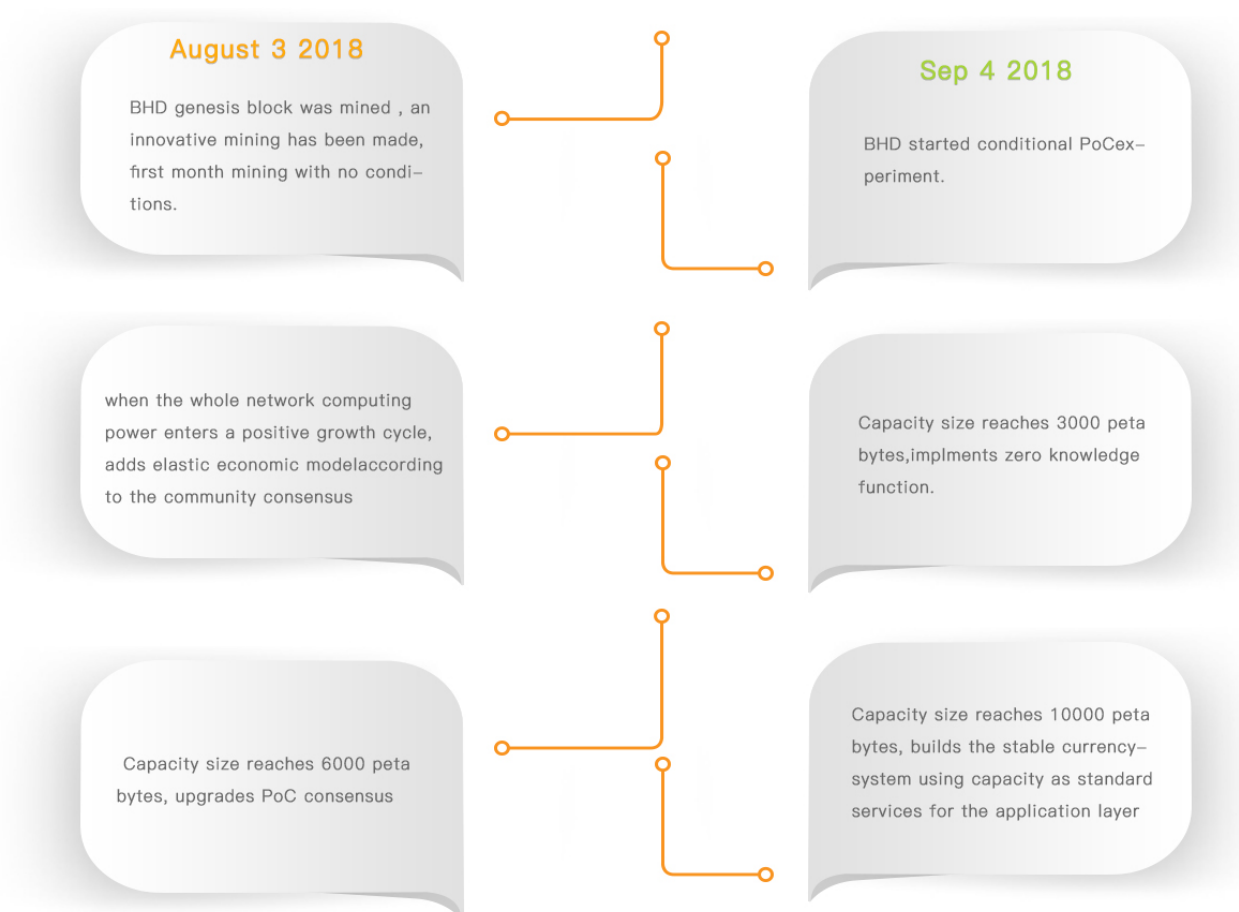 August 3 2018
BHD genesis block was mined , an
innovative mining has been made,
first month mining with no condi-
tions.
Sep 4 2018
BHD started conditional PoCex-
periment.
when the whole network computing
power enters a positive growth cycle,
adds elastic economic modelaccording
to the community consensus
Capacity size reaches 3000 peta
bytes,implments zero knowledge
function.
Capacity size reaches 6000 peta
bytes, upgrades PoC consensus
Capacity size reaches 10000 peta
bytes, builds the stable currency-
system using capacity as standard
services for the application layer